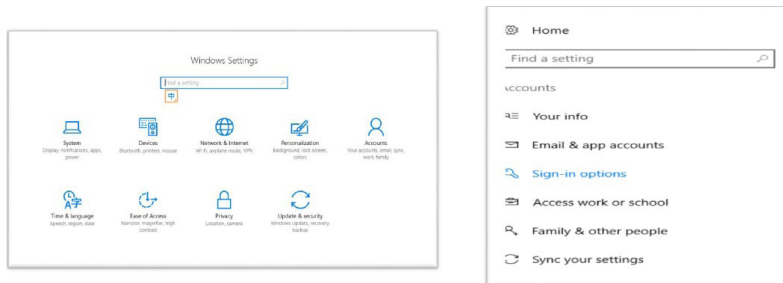 Windows Settings
Find a setting
中
System
Display, notifications, apps,
power
Devices
Bluetooth, printers, mouse
Network & Internet
Wi-Fi, airplane mode, VPN
Personalization
Background, lock screen,
colors
Accounts
Your accounts, email, sync,
work, family
Time & language
Speech, region, date
Ease of Access
Narrator, magnifier, high
contrast
Privacy
Location, camera
Update & security
Windows Update, recovery,
backup
Home
Find a setting
Accounts
Your info
Email & app accounts
Sign-in options
Access work or school
Family & other people
Sync your settings